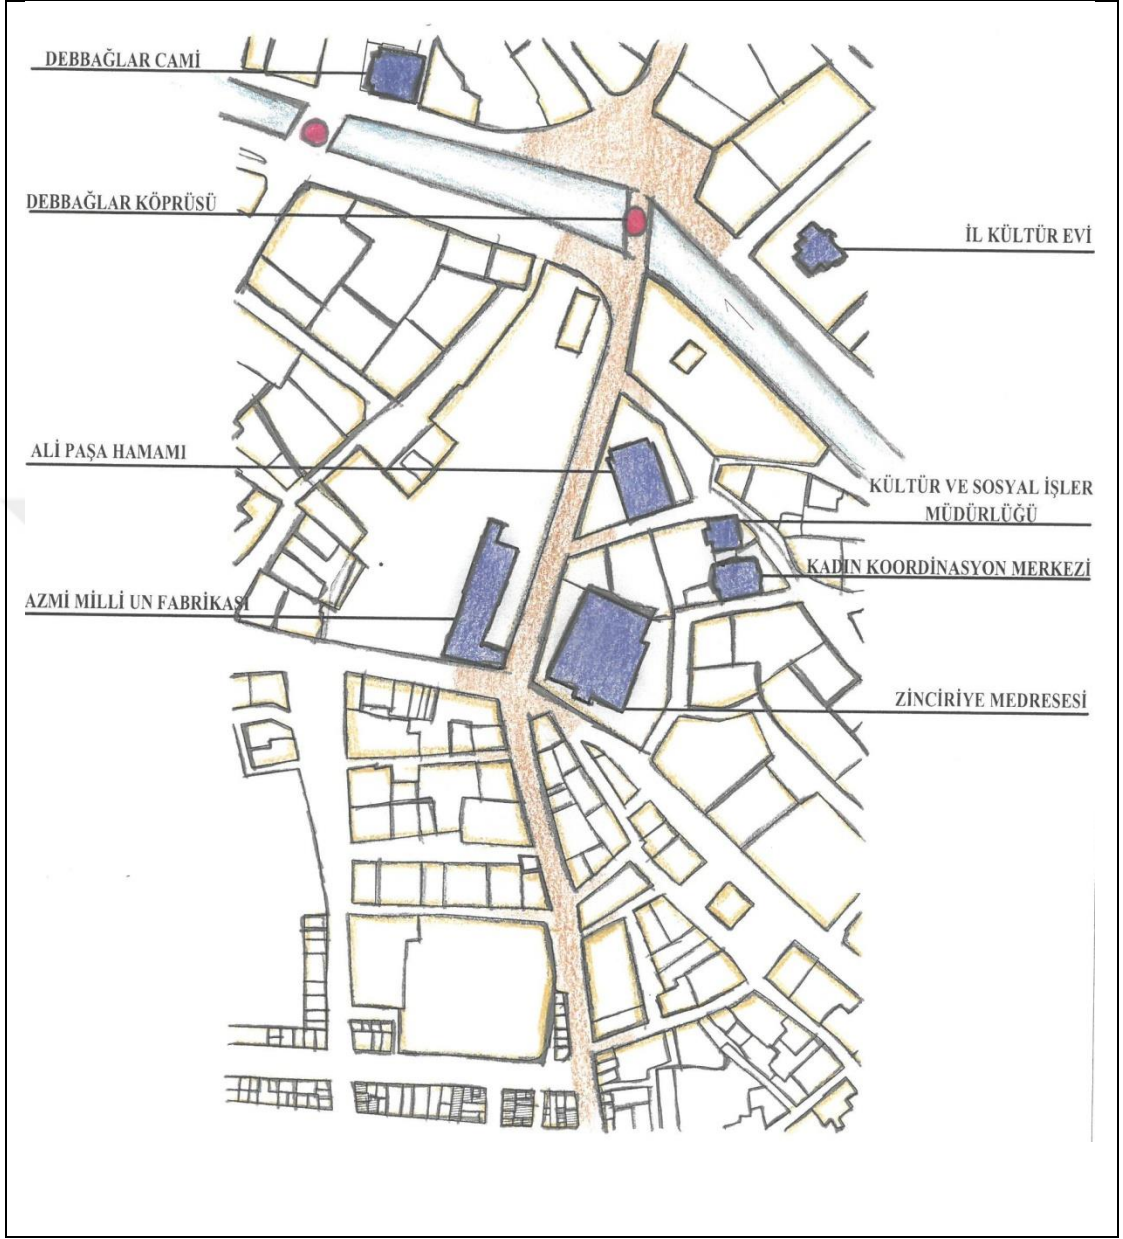 DEBBAĞLAR CAMİ
DEBBAĞLAR KÖPRÜSÜ
İL KÜLTÜR EVİ
ALİ PAŞA HAMAMI
KÜLTÜR VE SOSYAL İŞLER
MÜDÜRLÜĞÜ
KADIN KOORDİNASYON MERKEZİ
AZMİ MİLLİ UN FABRİKASI
ZİNCİRİYE MEDRESESİ